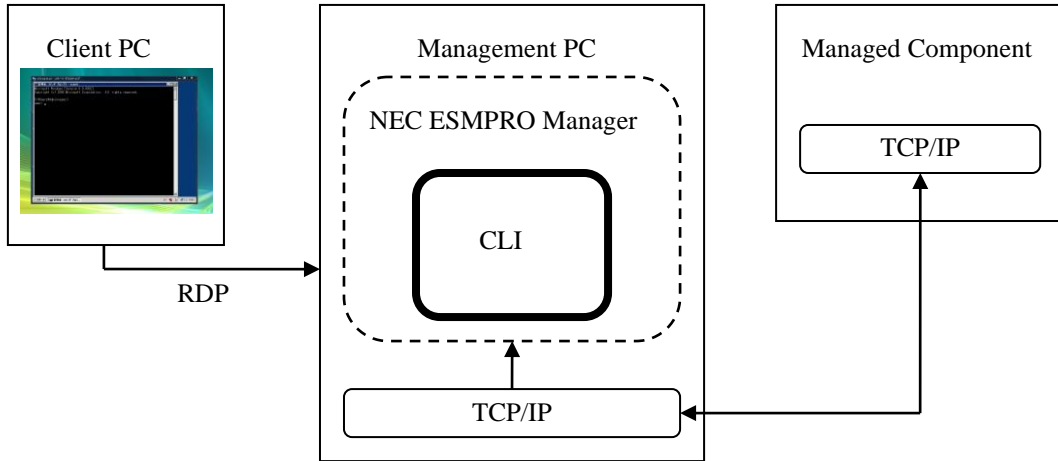 Client PC
Management PC
Managed Component
NEC ESMPRO Manager
TCP/IP
CLI
RDP
TCP/IP